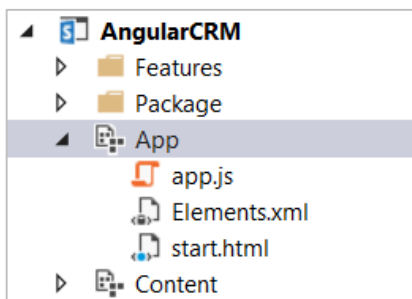 AngularCRM
Features
Package
App
app.js
Elements.xml
start.html
Content